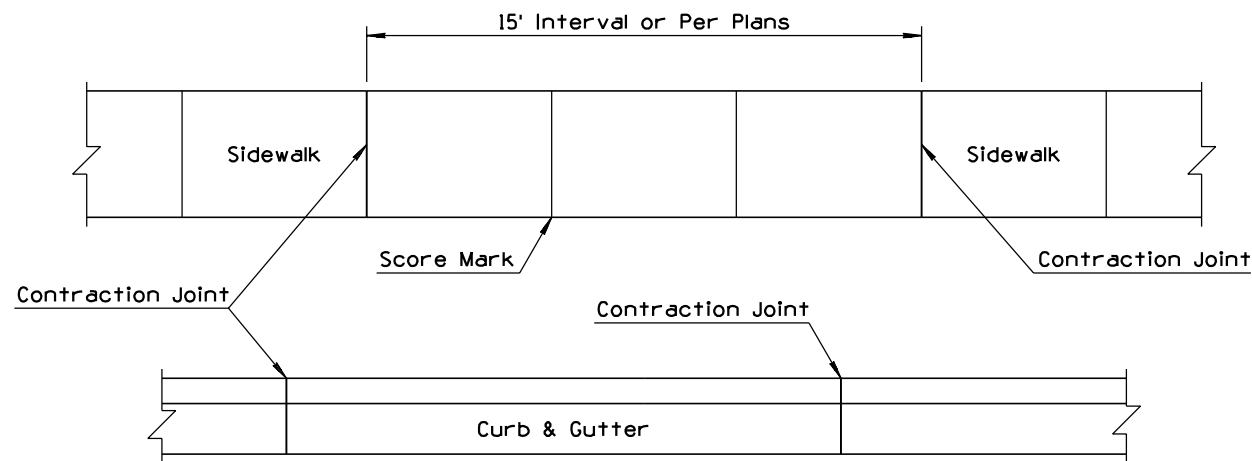 15' Interval or Per Plans
Sidewalk
Sidewalk
Score Mark
Contraction Joint
Contraction Joint
Contraction Joint
Curb & Gutter